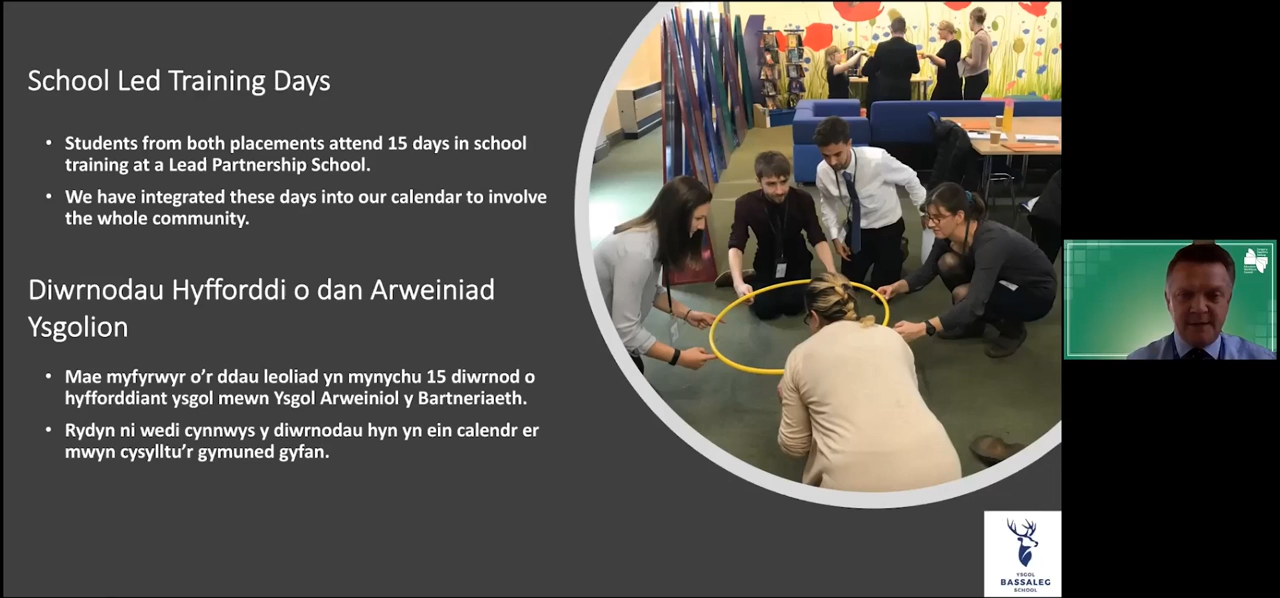 School Led Training Days
• Students from both placements attend 15 days in school
training at a Lead Partnership School.
• We have integrated these days into our calendar to involve
the whole community.
Diwrnodau Hyfforddi o dan Arweiniad
Ysgolion
• Mae myfyrwyr o'r ddau leoliad yn mynychu 15 diwrnod o
hyfforddiant ysgol mewn Ysgol Arweiniol y Bartneriaeth.
• Rydyn ni wedi cynnwys y diwrnodau hyn yn ein calendr er
mwyn cysylltu'r gymuned gyfan.
YSGOL
BASSALEG
SCHOOL